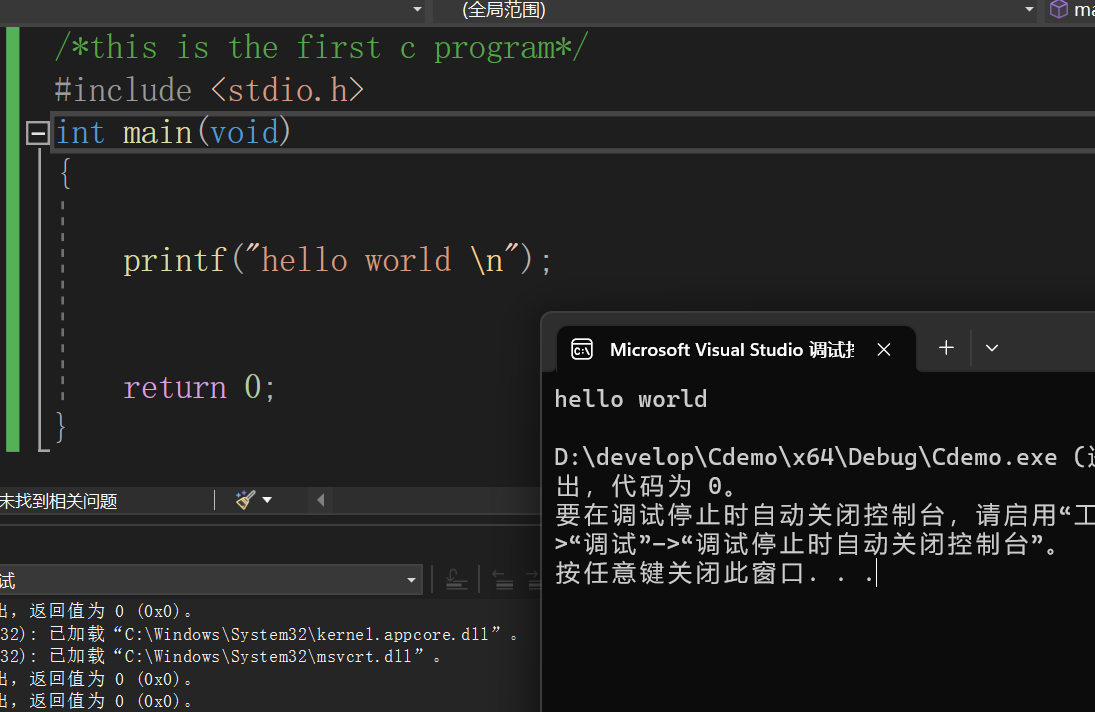 (全局范围)
/*this is the first c program*/
#include <stdio.h>
int main(void)
{
printf("hello world \n");
return 0;
}
未找到相关问题
试
出，返回值为 0 (0x0)。
32): 已加载“C:\Windows\System32\kernel.appcore.dll”。
32): 已加载“C:\Windows\System32\msvcrt.dll”。
出，返回值为 0 (0x0)。
出，返回值为 0 (0x0)。
Microsoft Visual Studio 调试
hello world
D:\develop\Cdemo\x64\Debug\Cdemo.exe (
出，代码为 0。
要在调试停止时自动关闭控制台，请启用“工
>“调试”->“调试停止时自动关闭控制台”。
按任意键关闭此窗口. . .